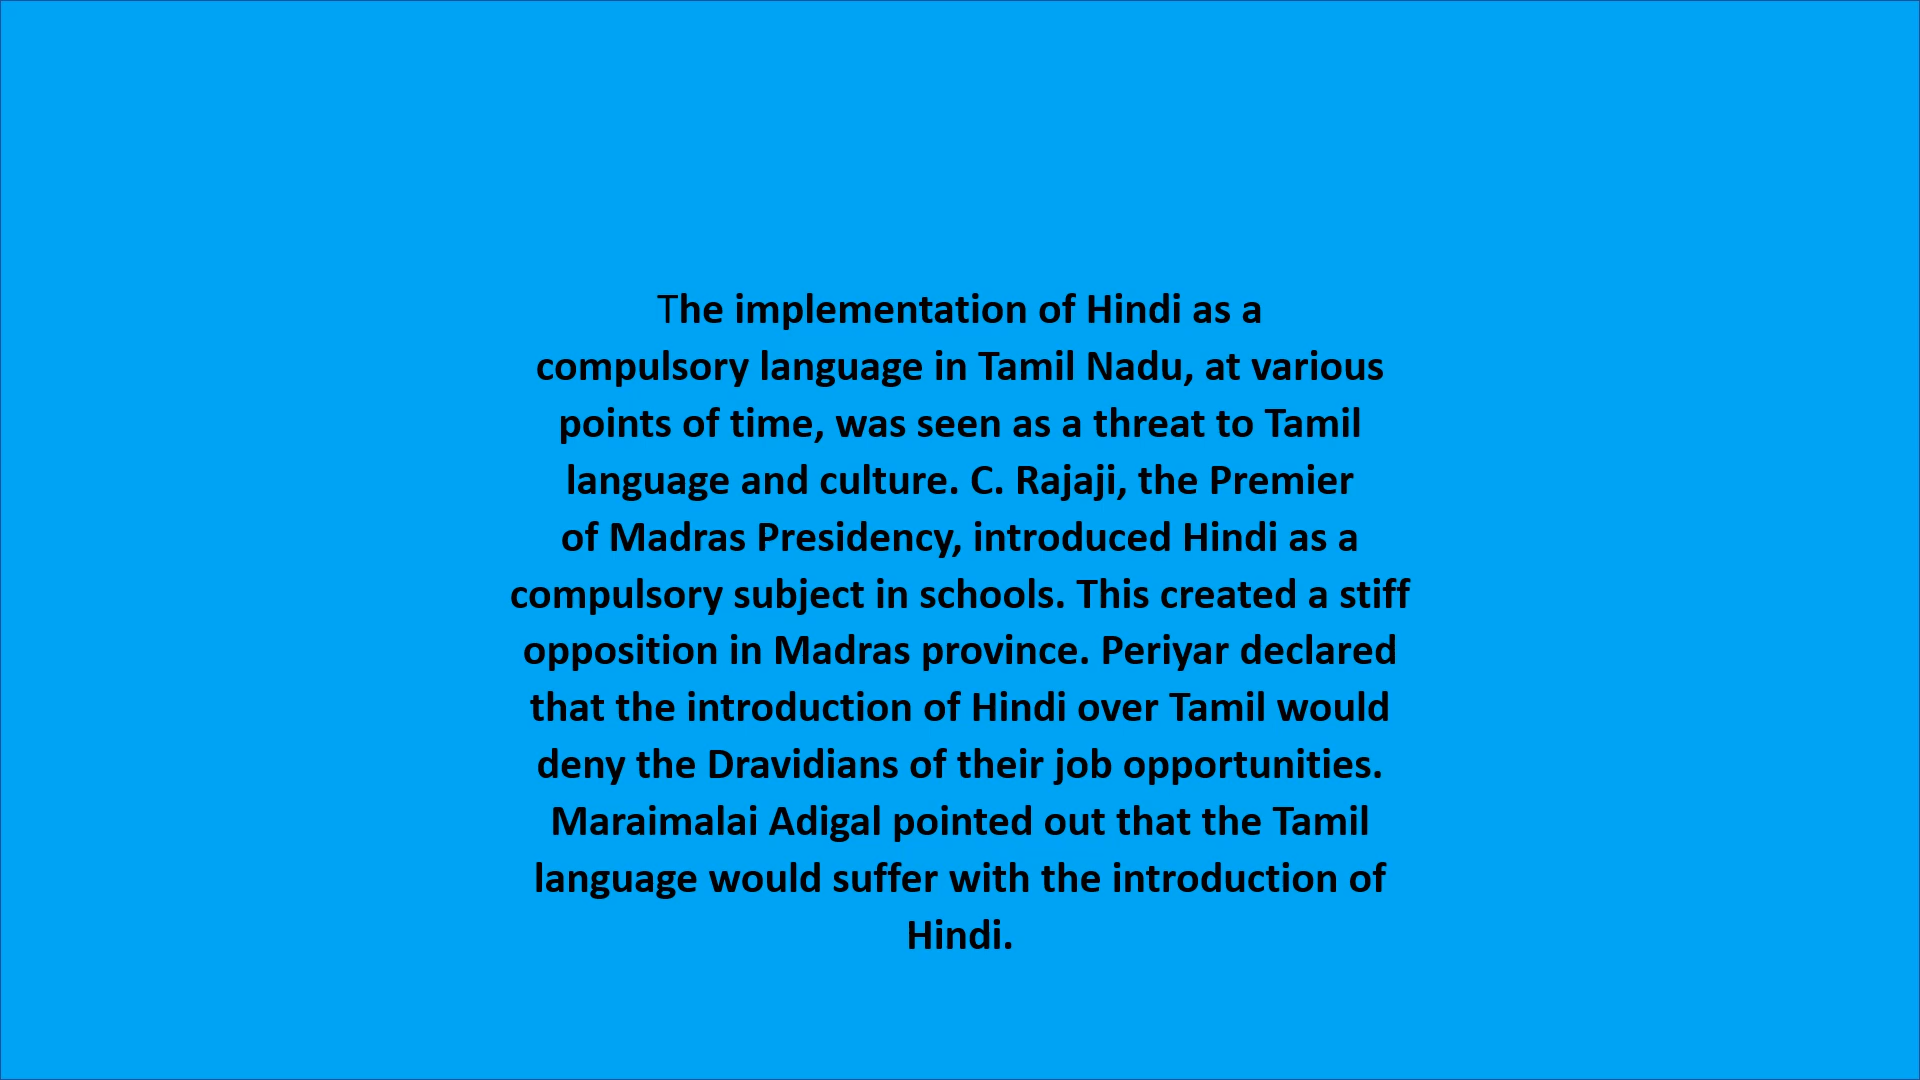 The implementation of Hindi as a
compulsory language in Tamil Nadu, at various
points of time, was seen as a threat to Tamil
language and culture. C. Rajaji, the Premier
of Madras Presidency, introduced Hindi as a
compulsory subject in schools. This created a stiff
opposition in Madras province. Periyar declared
that the introduction of Hindi over Tamil would
deny the Dravidians of their job opportunities.
Maraimalai Adigal pointed out that the Tamil
language would suffer with the introduction of
Hindi.